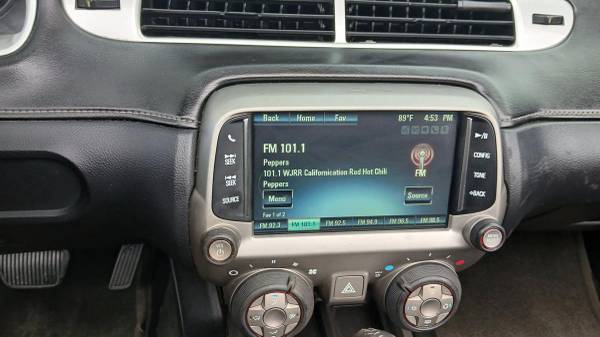 Back Home Fav 89°F 4:53 PM
FM 101.1
Peppers
101.1 WJRR Californication Red Hot Chili
Peppers
FM
Menu
Source
Fav 1 of 2
FM 92.3 FM 101.1 FM 92.5 FM 94.9 FM 96.5 FM 98.5
SEEK
SEEK
SOURCE
CONFIG
TONE
BACK
VOL